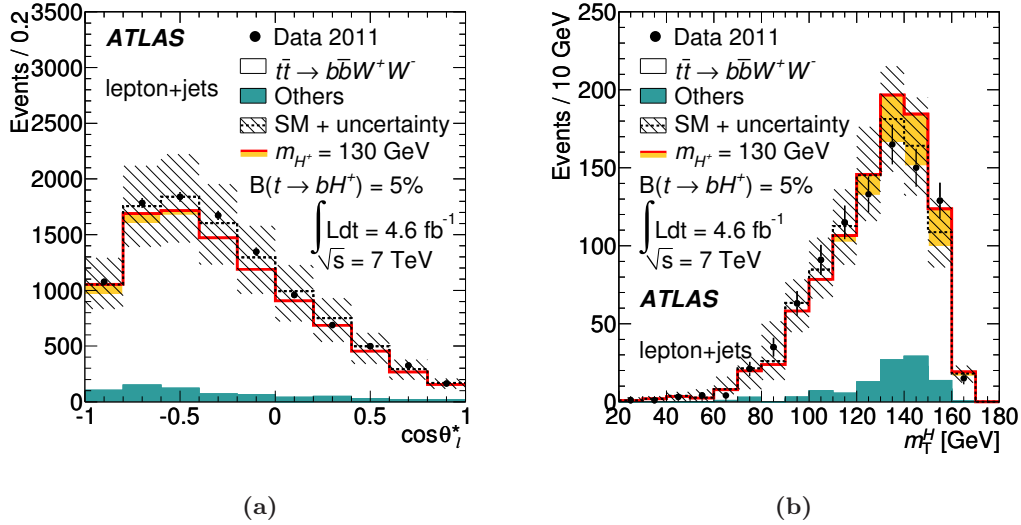 Events / 0.2
3500
3000
2500
2000
1500
1000
500
0
ATLAS
lepton+jets
Data 2011
tt̄ → bb̄W⁺W⁻
Others
SM + uncertainty
m_H⁺ = 130 GeV
B(t → bH⁺) = 5%
∫ Ldt = 4.6 fb⁻¹
√s = 7 TeV
-1 -0.5 0 0.5 1
cosθ*_l
(a)
Events / 10 GeV
250
200
150
100
50
0
Data 2011
tt̄ → bb̄W⁺W⁻
Others
SM + uncertainty
m_H⁺ = 130 GeV
B(t → bH⁺) = 5%
∫ Ldt = 4.6 fb⁻¹
√s = 7 TeV
ATLAS
lepton+jets
20 40 60 80 100 120 140 160 180
m_T^H [GeV]
(b)